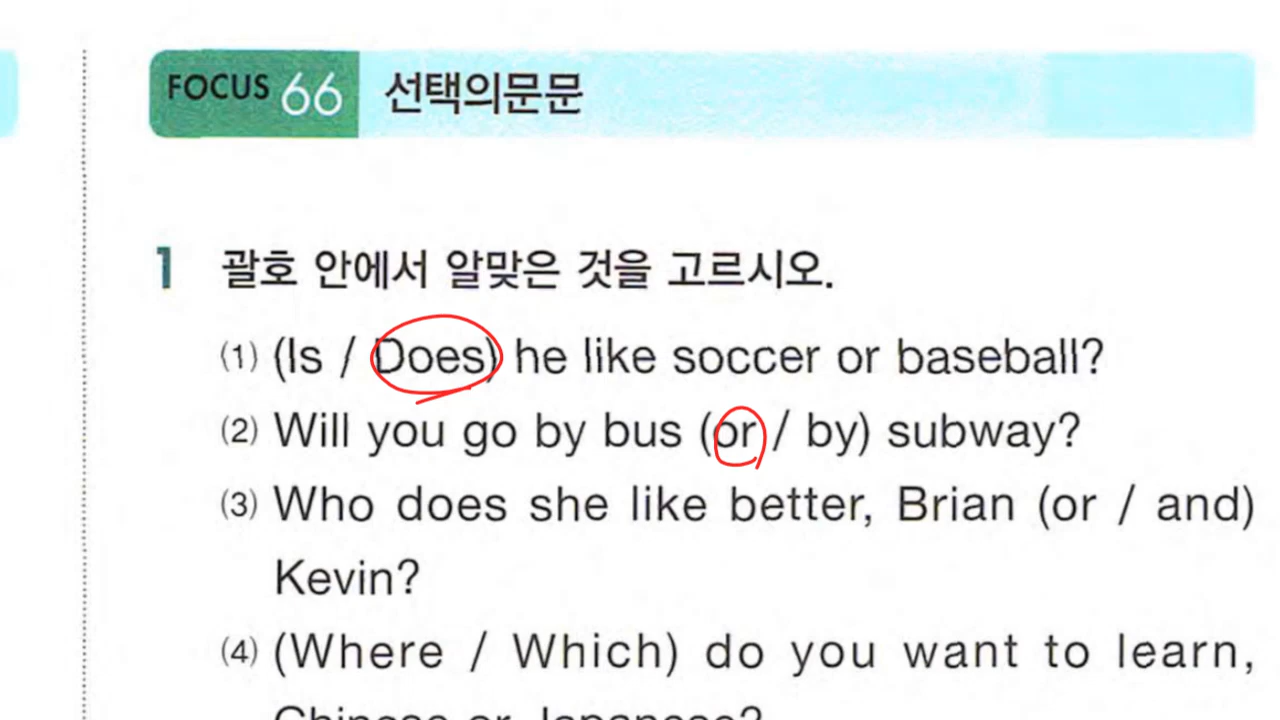 FOCUS 66 선택의문문
1 괄호 안에서 알맞은 것을 고르시오.
(1) (Is / Does) he like soccer or baseball?
(2) Will you go by bus (or / by) subway?
(3) Who does she like better, Brian (or / and)
Kevin?
(4) (Where / Which) do you want to learn,
Chinese or Japanese?